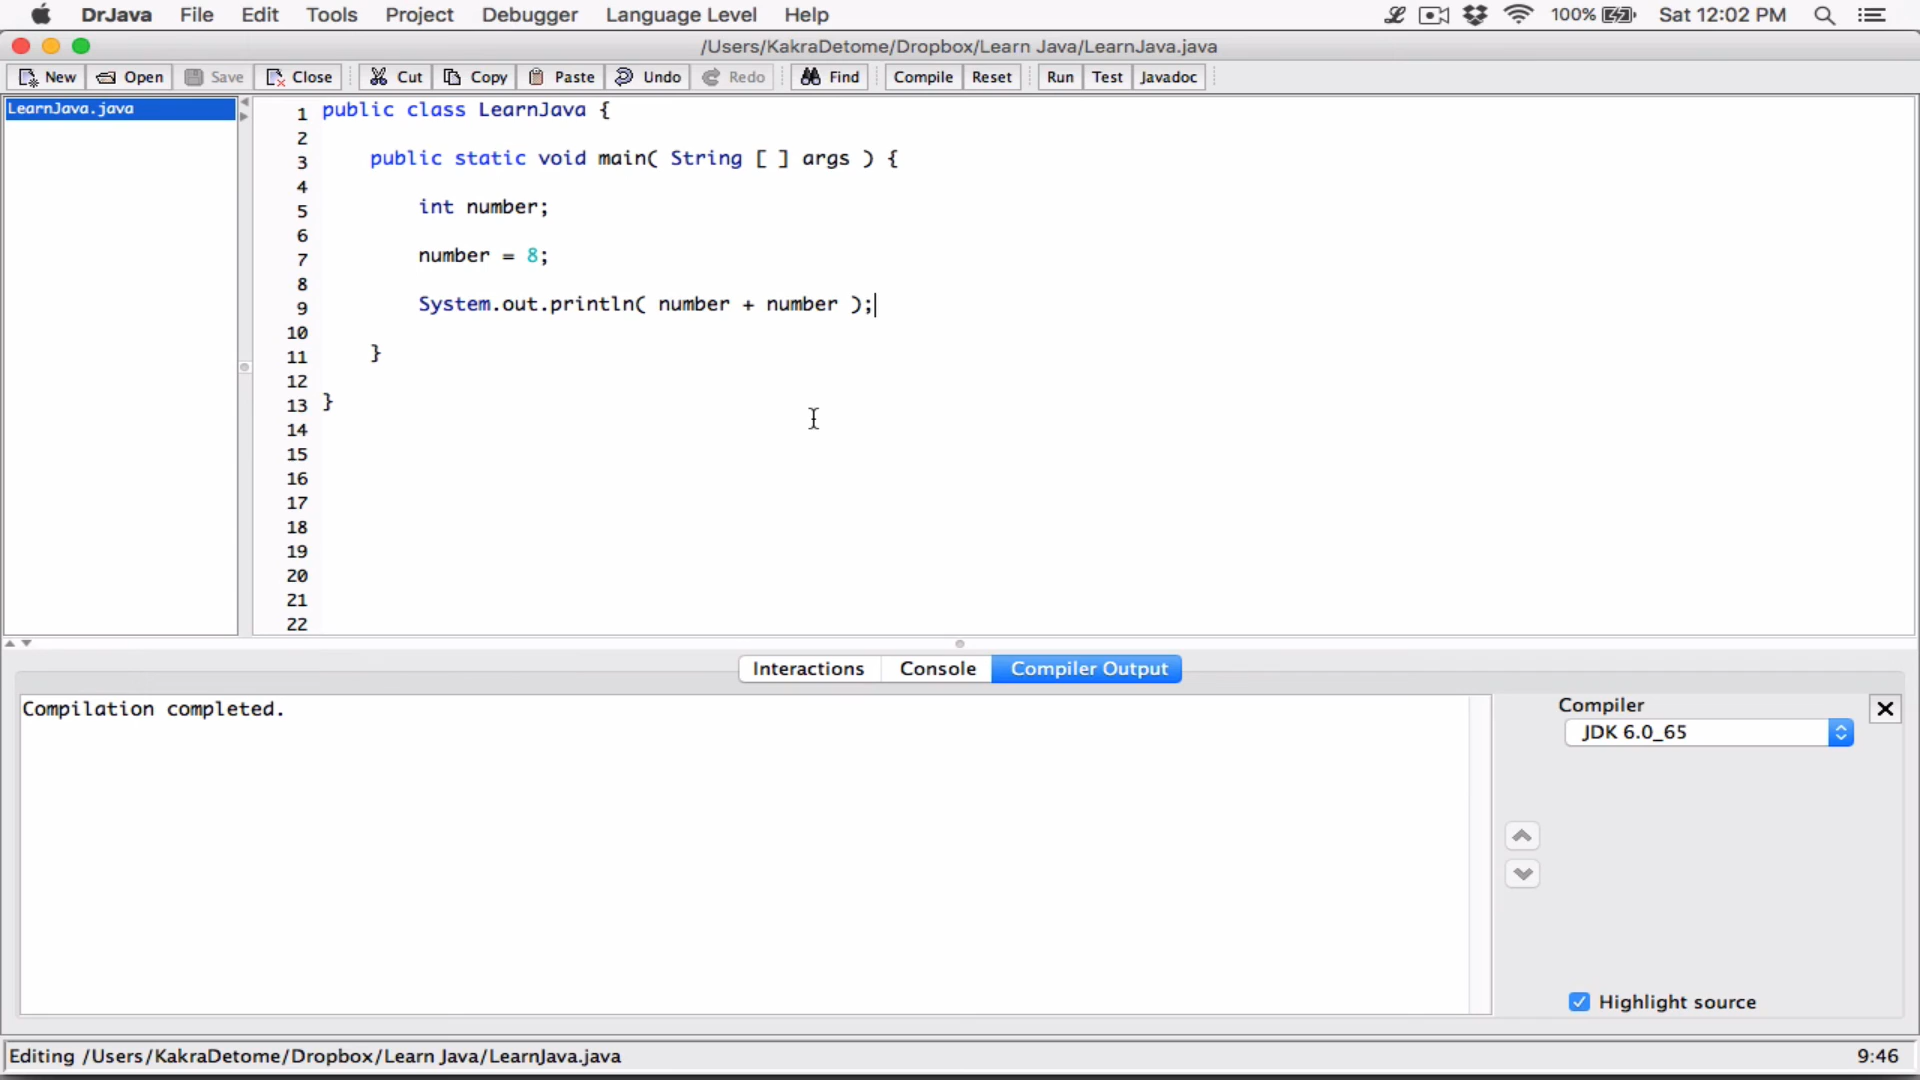 DrJava File Edit Tools Project Debugger Language Level Help 100% Sat 12:02 PM
/Users/KakraDetome/Dropbox/Learn Java/LearnJava.java
New Open Save Close Cut Copy Paste Undo Redo Find Compile Reset Run Test Javadoc
LearnJava.java
1 public class LearnJava {
2
3 public static void main( String [ ] args ) {
4
5 int number;
6
7 number = 8;
8
9 System.out.println( number + number );
10
11 }
12
13 }
14
15
16
17
18
19
20
21
22
Interactions Console Compiler Output
Compilation completed.
Compiler
JDK 6.0_65
Highlight source
Editing /Users/KakraDetome/Dropbox/Learn Java/LearnJava.java 9:46